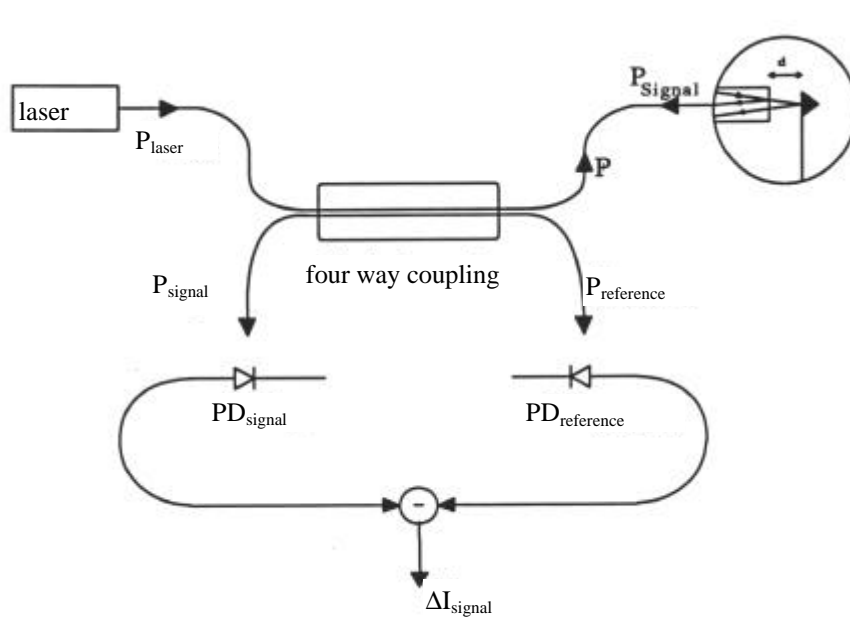 d
P_Signal
laser
P_laser
P
four way coupling
P_signal
P_reference
PD_signal
PD_reference
-
ΔI_signal